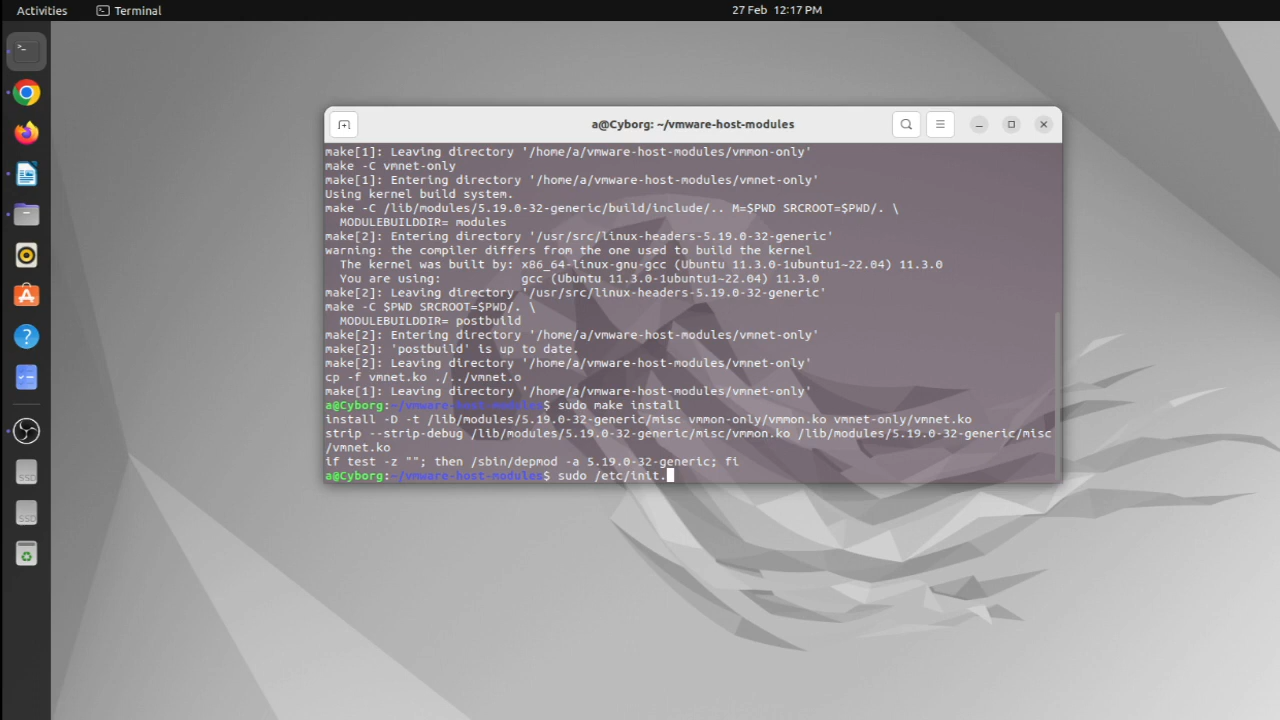 Activities
Terminal
27 Feb 12:17 PM
a@Cyborg: ~/vmware-host-modules
make[1]: Leaving directory '/home/a/vmware-host-modules/vmmon-only'
make -C vmnet-only
make[1]: Entering directory '/home/a/vmware-host-modules/vmnet-only'
Using kernel build system.
make -C /lib/modules/5.19.0-32-generic/build/include/.. M=$PWD SRCROOT=$PWD/. \
MODULEBUILDDIR= modules
make[2]: Entering directory '/usr/src/linux-headers-5.19.0-32-generic'
warning: the compiler differs from the one used to build the kernel
The kernel was built by: x86_64-linux-gnu-gcc (Ubuntu 11.3.0-1ubuntu1~22.04) 11.3.0
You are using: gcc (Ubuntu 11.3.0-1ubuntu1~22.04) 11.3.0
make[2]: Leaving directory '/usr/src/linux-headers-5.19.0-32-generic'
make -C $PWD SRCROOT=$PWD/. \
MODULEBUILDDIR= postbuild
make[2]: Entering directory '/home/a/vmware-host-modules/vmnet-only'
make[2]: 'postbuild' is up to date.
make[2]: Leaving directory '/home/a/vmware-host-modules/vmnet-only'
cp -f vmnet.ko ./../vmnet.o
make[1]: Leaving directory '/home/a/vmware-host-modules/vmnet-only'
a@Cyborg:~/vmware-host-modules$ sudo make install
install -D -t /lib/modules/5.19.0-32-generic/misc vmmon-only/vmmon.ko vmnet-only/vmnet.ko
strip --strip-debug /lib/modules/5.19.0-32-generic/misc/vmmon.ko /lib/modules/5.19.0-32-generic/misc
/vmnet.ko
if test -z ""; then /sbin/depmod -a 5.19.0-32-generic; fi
a@Cyborg:~/vmware-host-modules$ sudo /etc/init.
SSD
SSD